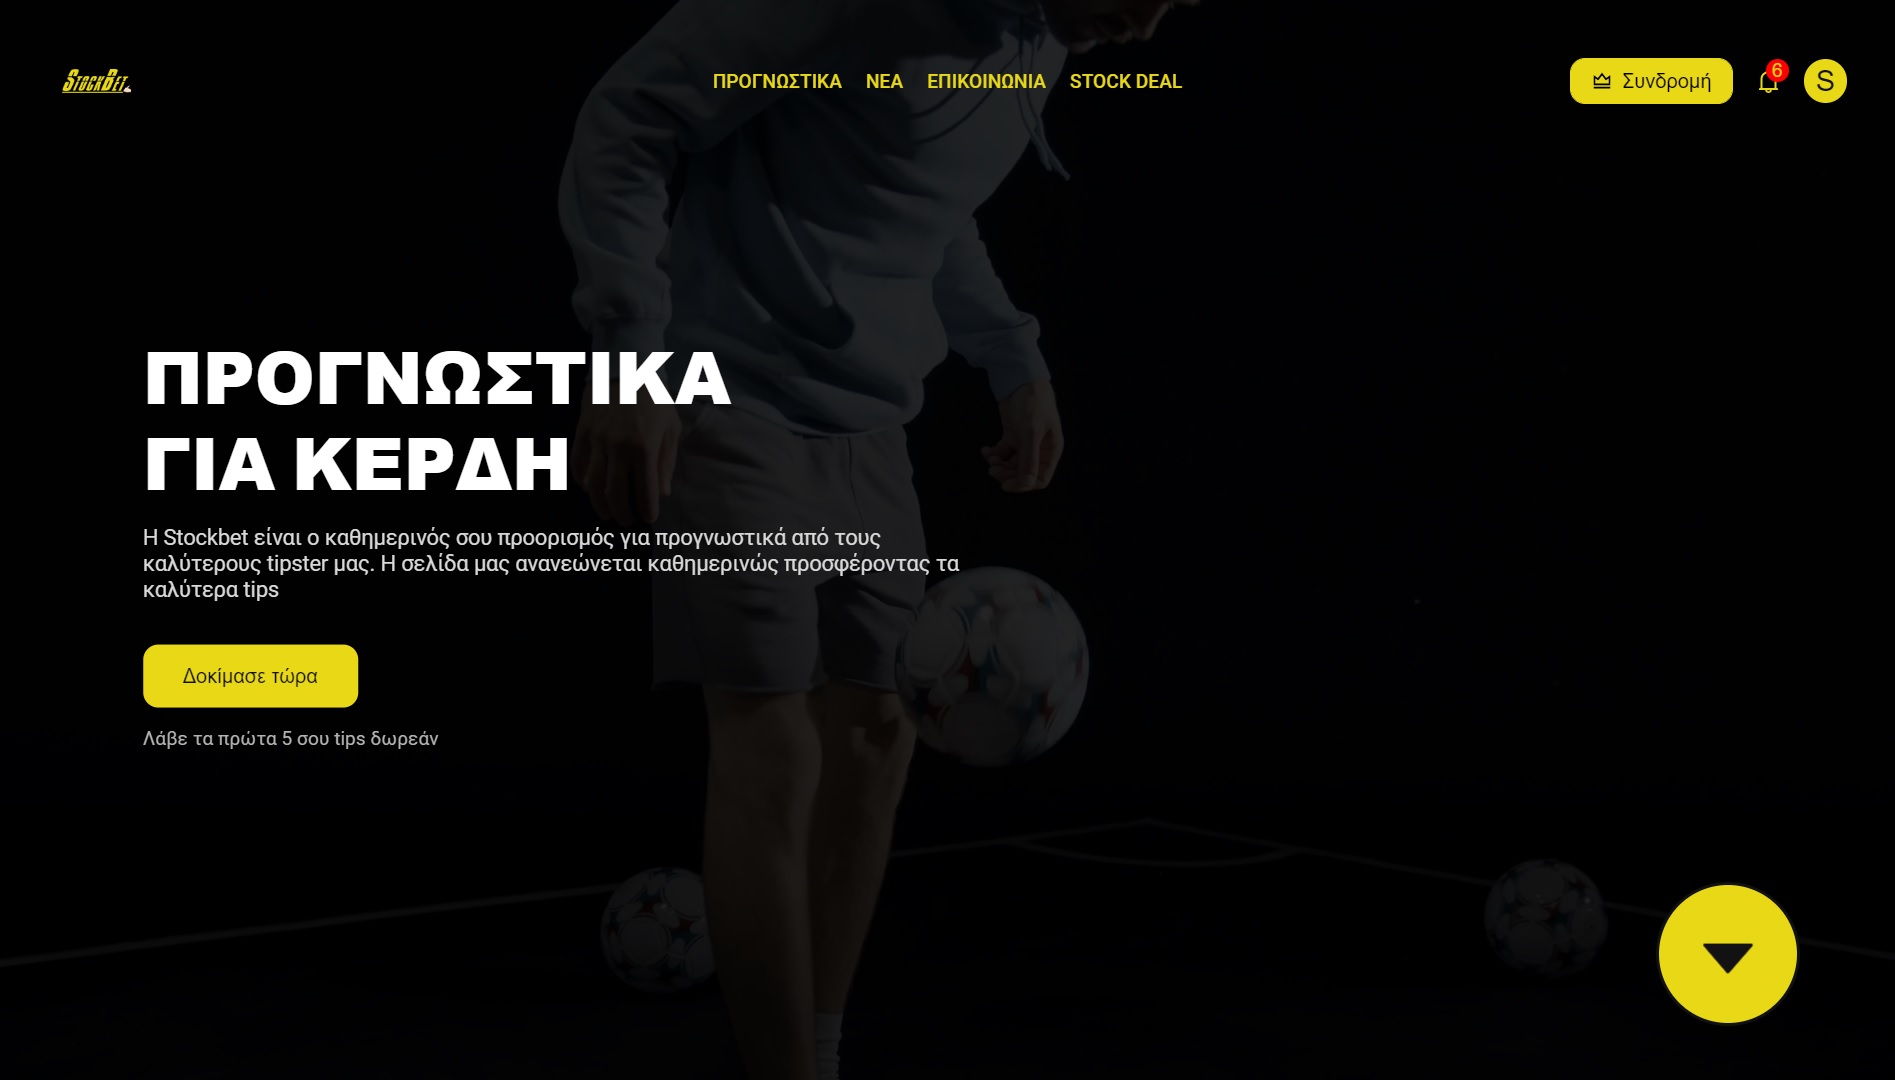 STOCKBET
ΠΡΟΓΝΩΣΤΙΚΑ ΝΕΑ ΕΠΙΚΟΙΝΩΝΙΑ STOCK DEAL
Συνδρομή 6 S
ΠΡΟΓΝΩΣΤΙΚΑ
ΓΙΑ ΚΕΡΔΗ
Η Stockbet είναι ο καθημερινός σου προορισμός για προγνωστικά από τους
καλύτερους tipster μας. Η σελίδα μας ανανεώνεται καθημερινώς προσφέροντας τα
καλύτερα tips
Δοκίμασε τώρα
Λάβε τα πρώτα 5 σου tips δωρεάν